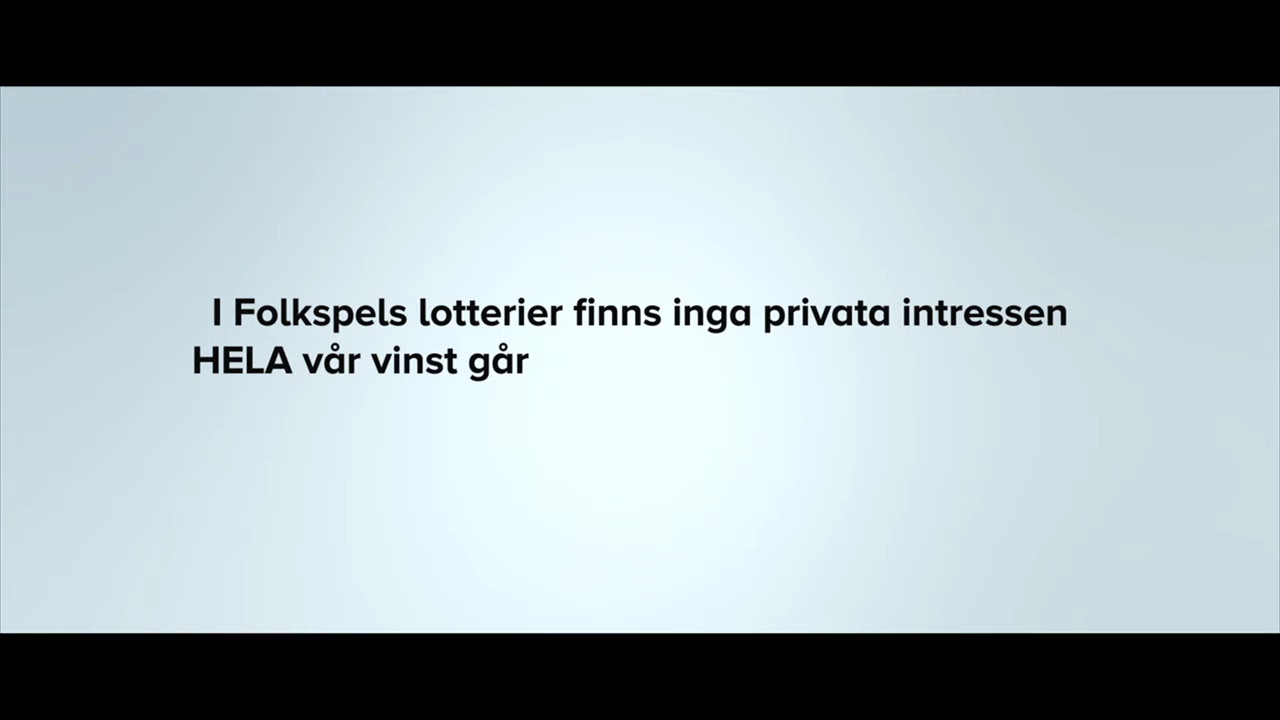 I Folkspels lotterier finns inga privata intressen
HELA vår vinst går